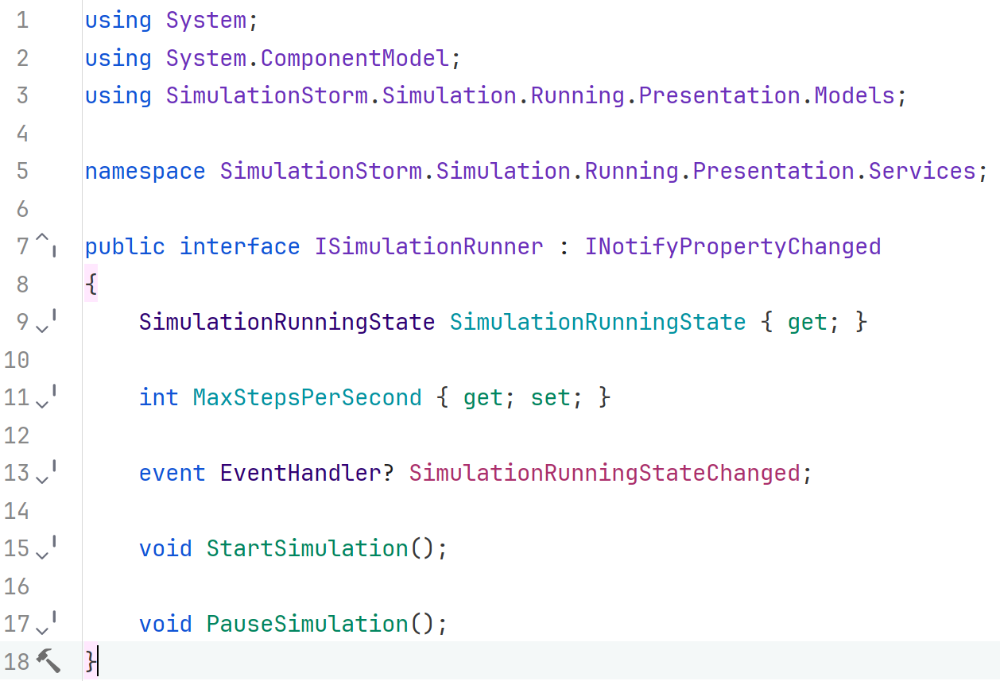 1 using System;
2 using System.ComponentModel;
3 using SimulationStorm.Simulation.Running.Presentation.Models;
4
5 namespace SimulationStorm.Simulation.Running.Presentation.Services;
6
7 public interface ISimulationRunner : INotifyPropertyChanged
8 {
9     SimulationRunningState SimulationRunningState { get; }
10
11     int MaxStepsPerSecond { get; set; }
12
13     event EventHandler? SimulationRunningStateChanged;
14
15     void StartSimulation();
16
17     void PauseSimulation();
18 }